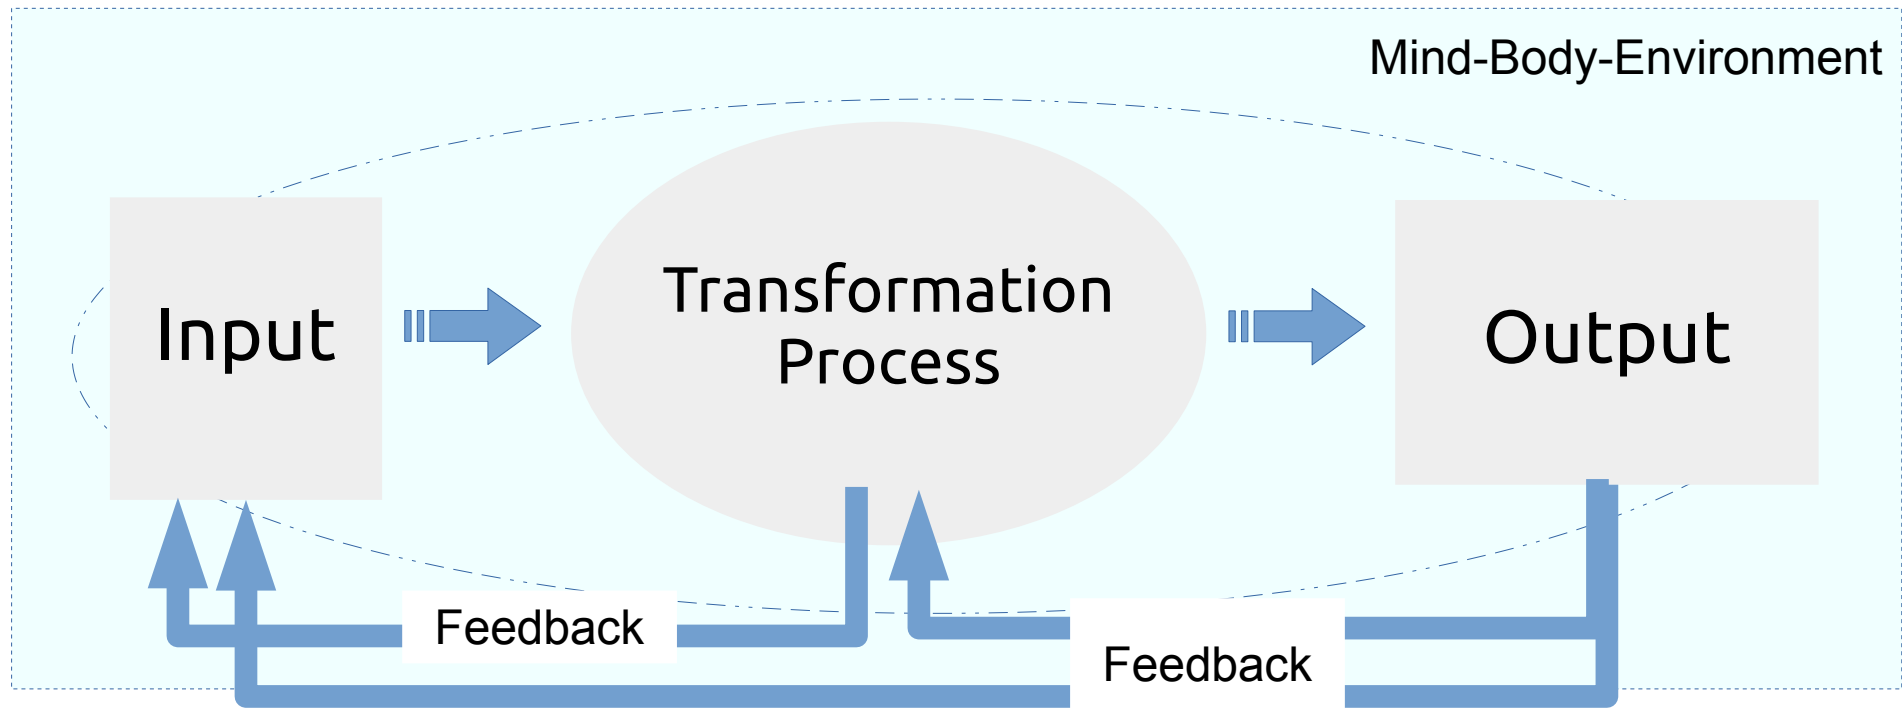 Mind-Body-Environment
Input
Transformation
Process
Output
Feedback
Feedback